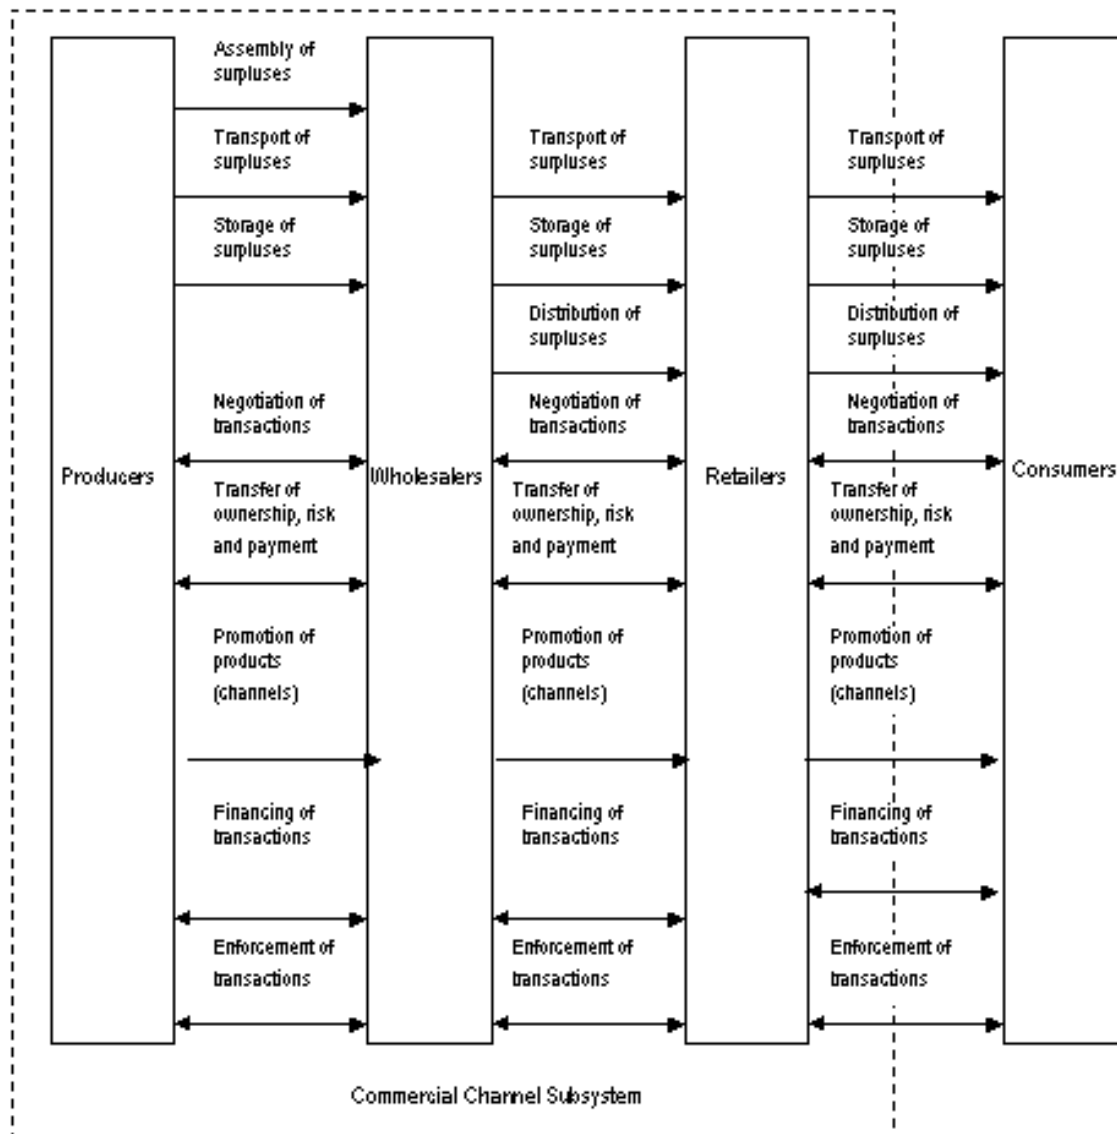 Assembly of
surpluses
Transport of
surpluses
Transport of
surpluses
Transport of
surpluses
Storage of
surpluses
Storage of
surpluses
Storage of
surpluses
Distribution of
surpluses
Distribution of
surpluses
Negotiation of
transactions
Negotiation of
transactions
Negotiation of
transactions
Producers
Wholesalers
Retailers
Consumers
Transfer of
ownership, risk
and payment
Transfer of
ownership, risk
and payment
Transfer of
ownership, risk
and payment
Promotion of
products
(channels)
Promotion of
products
(channels)
Promotion of
products
(channels)
Financing of
transactions
Financing of
transactions
Financing of
transactions
Enforcement of
transactions
Enforcement of
transactions
Enforcement of
transactions
Commercial Channel Subsystem